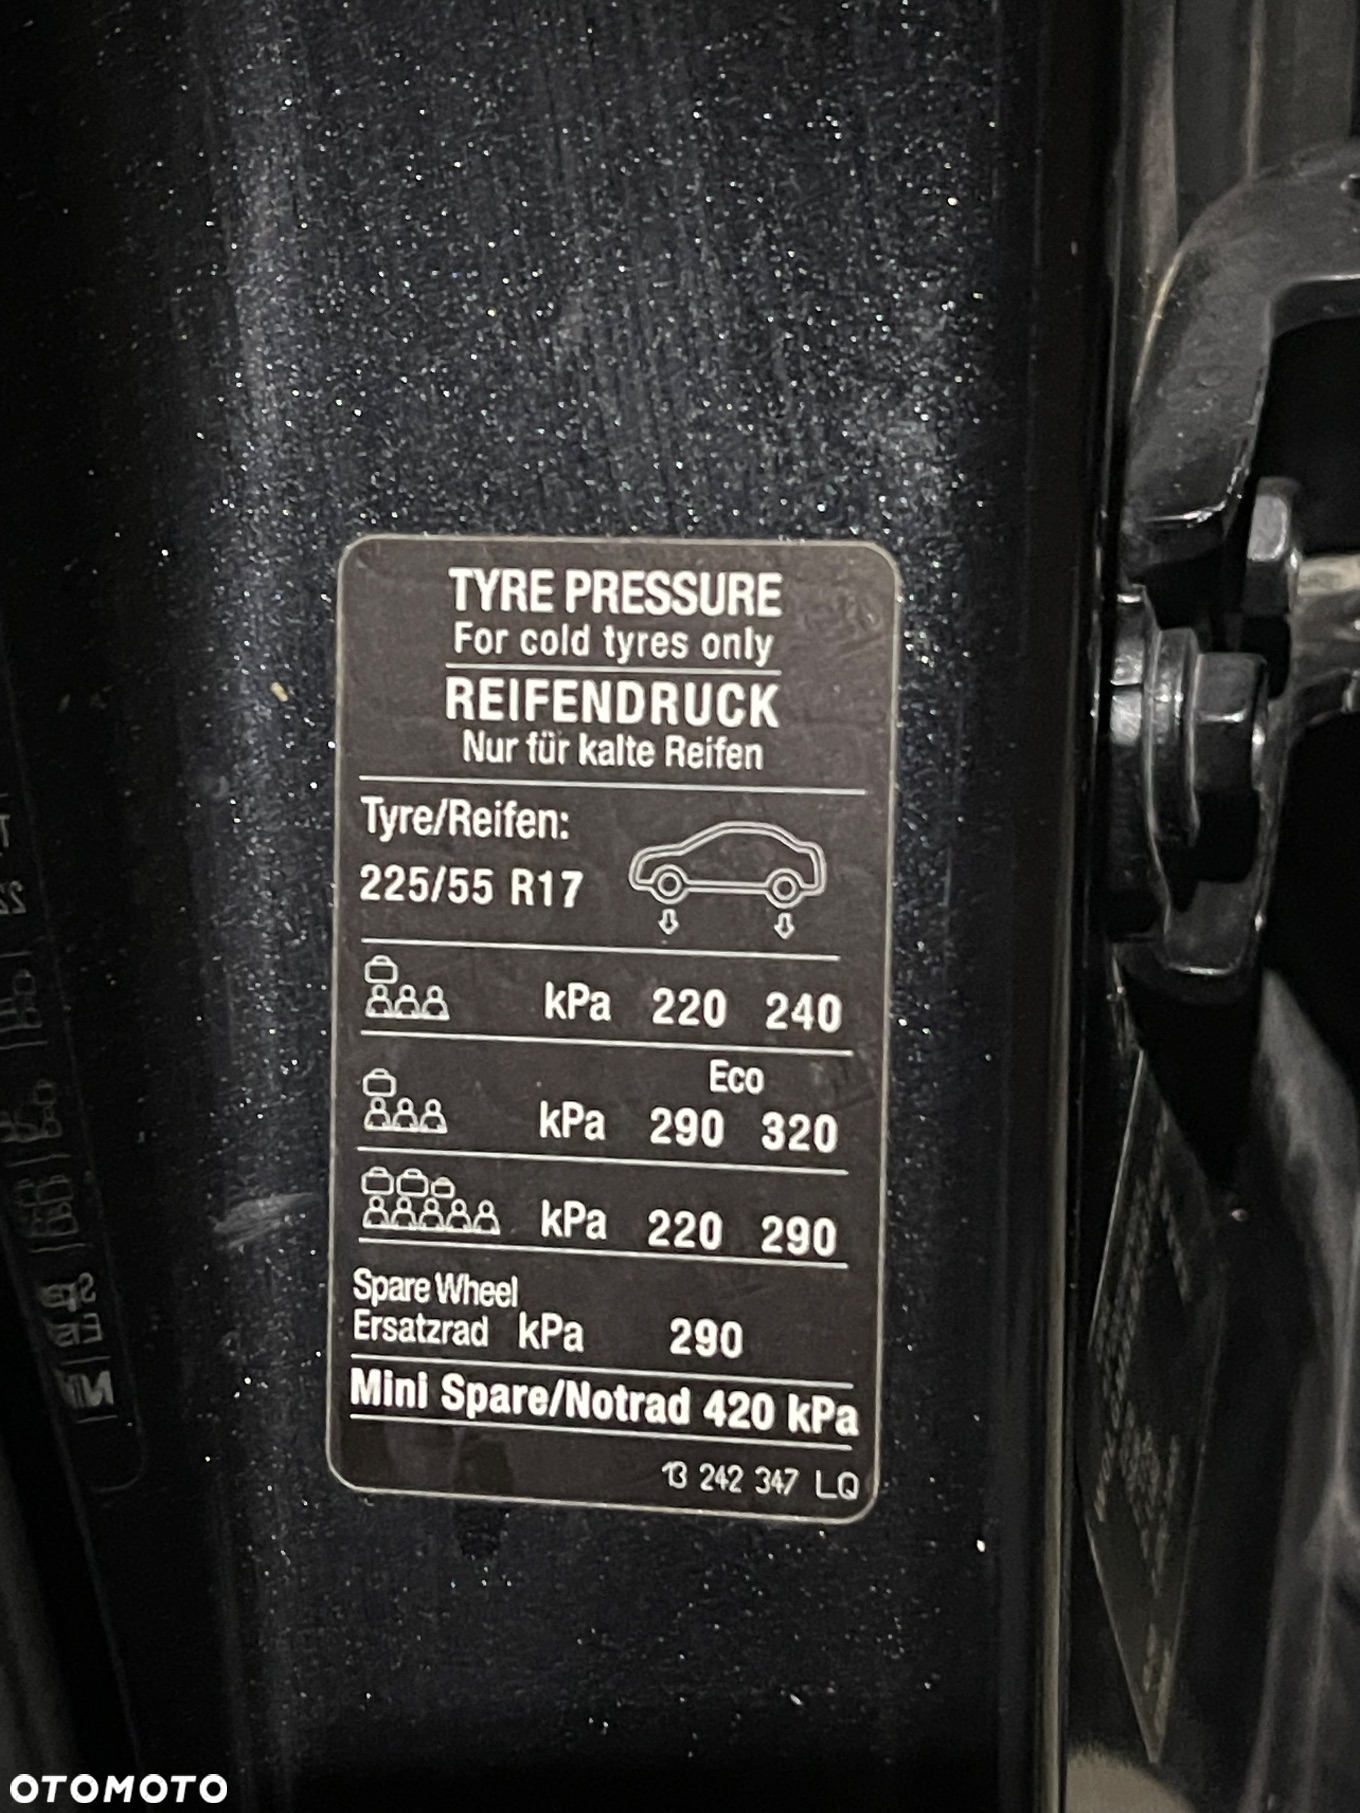 TYRE PRESSURE
For cold tyres only
REIFENDRUCK
Nur für kalte Reifen
Tyre/Reifen:
225/55 R17
kPa 220 240
Eco
kPa 290 320
kPa 220 290
Spare Wheel
Ersatzrad kPa 290
Mini Spare/Notrad 420 kPa
13 242 347 LQ
OTOMOTO